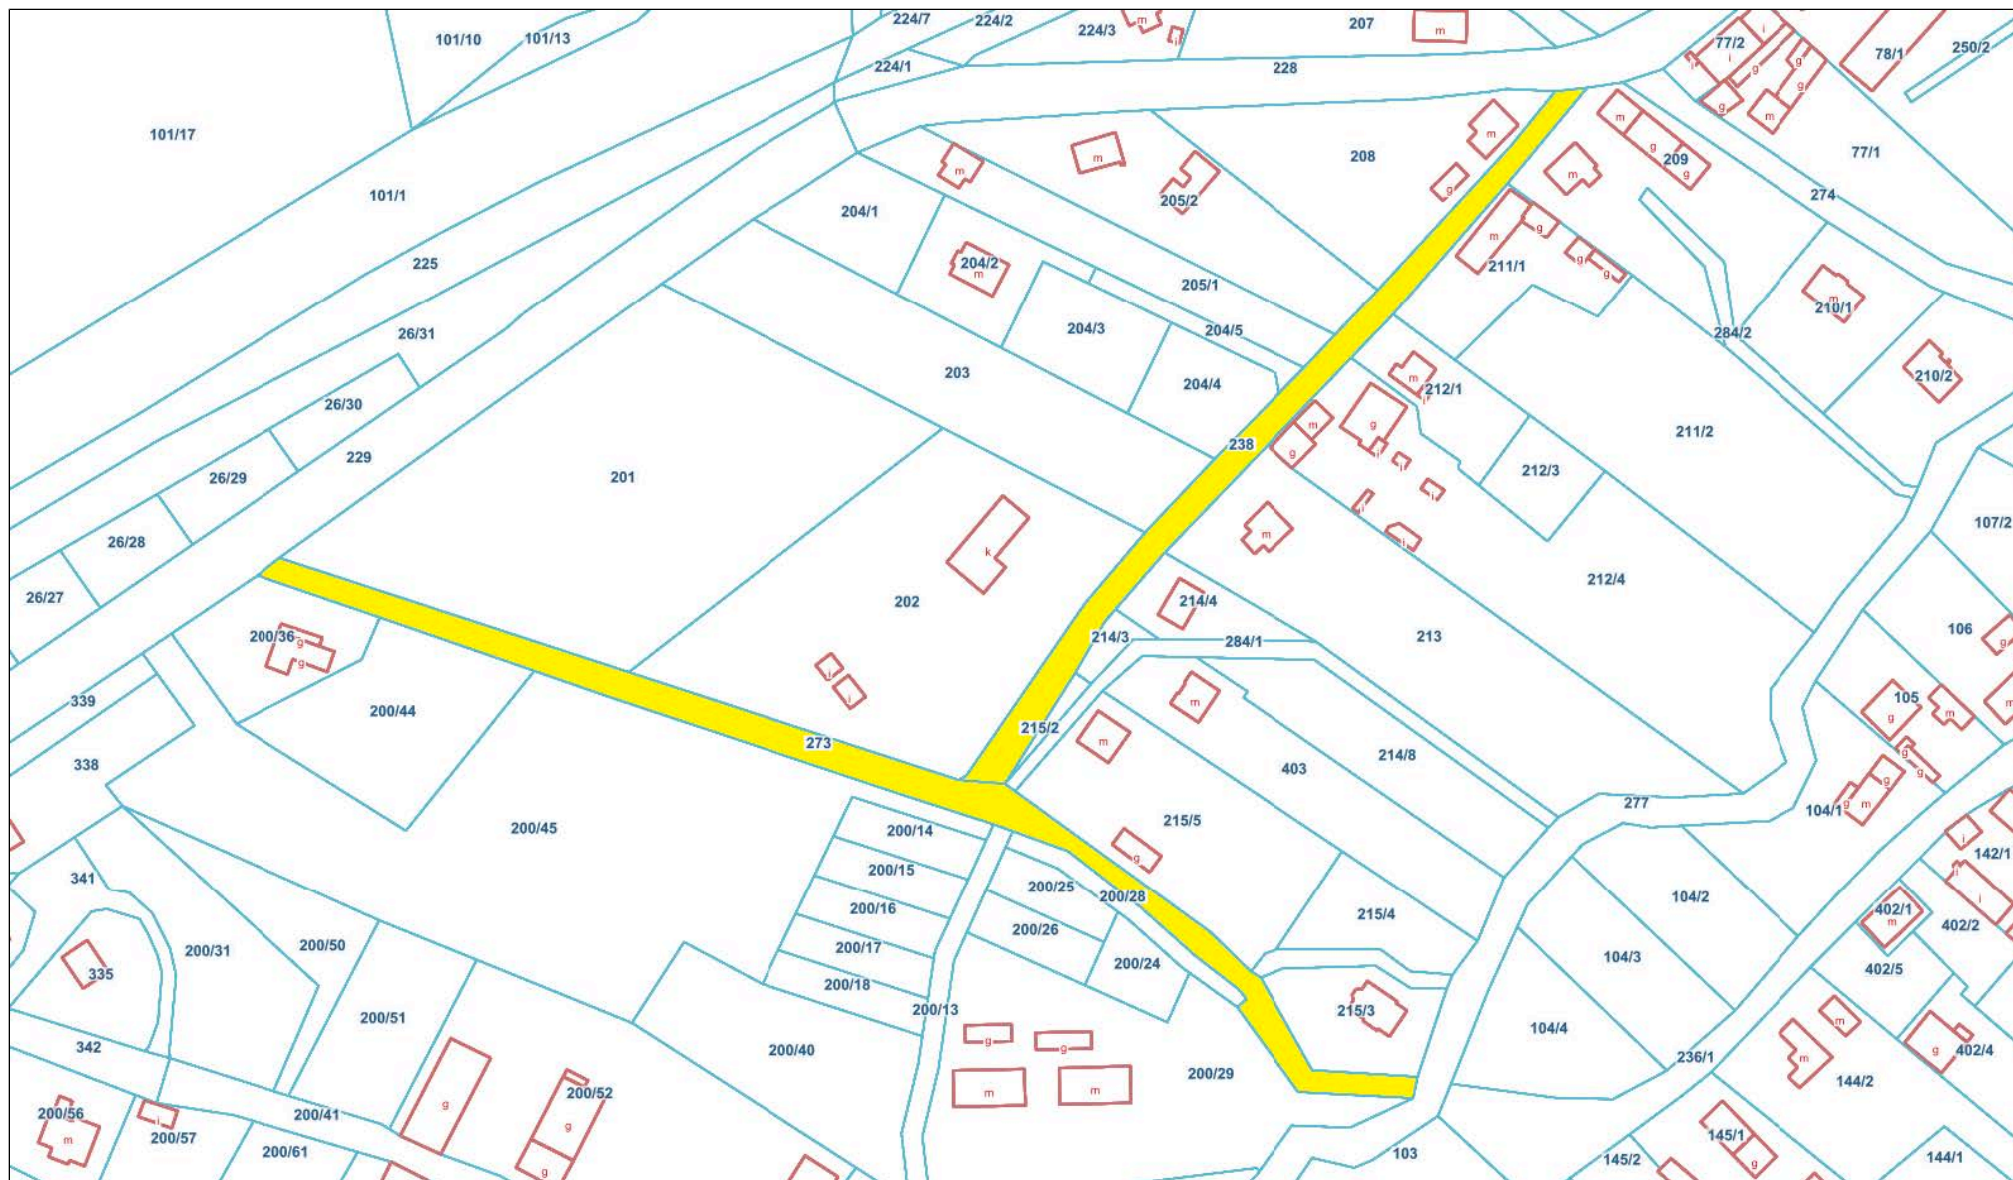 224/7
224/2
224/3
m
i
207
m
101/10
101/13
224/1
228
77/2
i
i
i
g
g
g
g
m
78/1
250/2
101/17
101/1
m
m
205/2
208
m
g
m
g
209
g
m
77/1
274
204/1
204/2
m
225
205/1
m
g
211/1
g
g
284/2
m
210/1
26/31
204/3
204/5
203
204/4
m
212/1
i
210/2
26/30
229
238
m
g
g
i
i
i
i
i
211/2
212/3
26/29
201
26/28
k
m
212/4
107/2
26/27
202
214/4
214/3
284/1
213
106
g
200/36
g
g
i
i
339
200/44
273
215/2
m
m
403
214/8
105
g
m
m
g
g
g
g
m
104/1
338
200/45
277
200/14
215/5
g
i
142/1
i
i
341
200/15
200/25
200/28
104/2
200/16
215/4
402/1
m
402/2
200/31
200/50
200/17
200/26
335
200/18
200/24
104/3
402/5
200/51
200/13
215/3
104/4
m
342
g
g
200/40
200/29
236/1
m
144/2
g
402/4
200/56
m
i
200/57
200/41
g
200/52
g
g
m
m
200/61
103
145/1
g
145/2
144/1